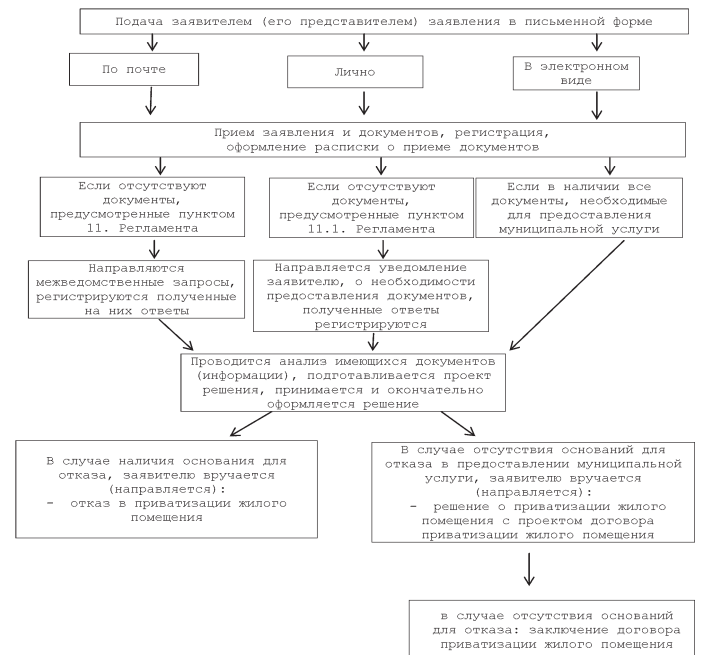 Подача заявителем (его представителем) заявления в письменной форме
По почте
Лично
В электронном
виде
Прием заявления и документов, регистрация,
оформление расписки о приеме документов
Если отсутствуют
документы,
предусмотренные пунктом
11. Регламента
Если отсутствуют
документы,
предусмотренные пунктом
11.1. Регламента
Если в наличии все
документы, необходимые
для предоставления
муниципальной услуги
Направляются
межведомственные запросы,
регистрируются полученные
на них ответы
Направляется уведомление
заявителю, о необходимости
предоставления документов,
полученные ответы
регистрируются
Проводится анализ имеющихся документов
(информации), подготавливается проект
решения, принимается и окончательно
оформляется решение
В случае наличия основания для
отказа, заявителю вручается
(направляется):
- отказ в приватизации жилого
помещения
В случае отсутствия оснований для
отказа в предоставлении муниципальной
услуги, заявителю вручается
(направляется):
- решение о приватизации жилого
помещения с проектом договора
приватизации жилого помещения
в случае отсутствия оснований
для отказа: заключение договора
приватизации жилого помещения